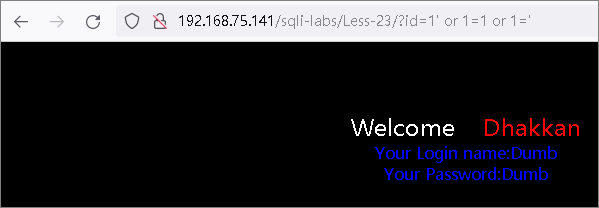 192.168.75.141/sqli-labs/Less-23/?id=1' or 1=1 or 1='
Welcome Dhakkan
Your Login name:Dumb
Your Password:Dumb